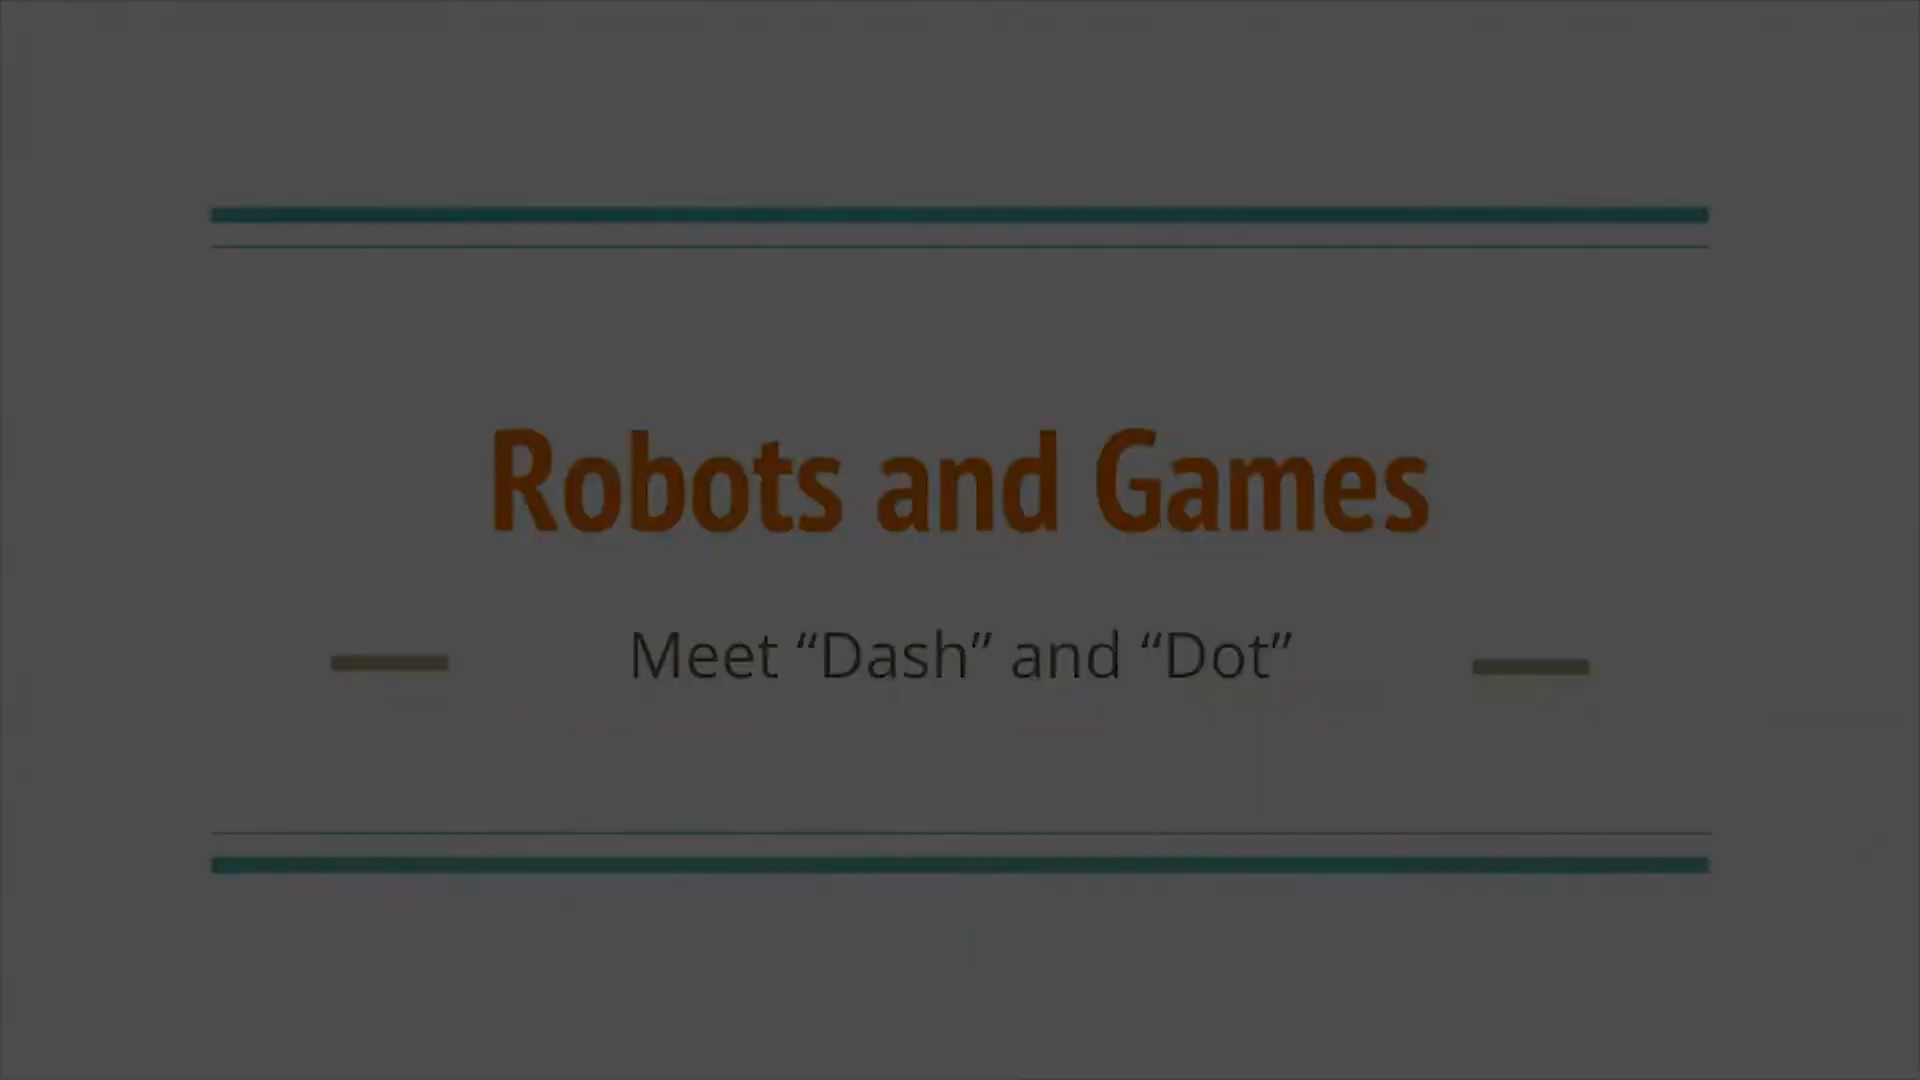 Robots and Games
Meet “Dash” and “Dot”